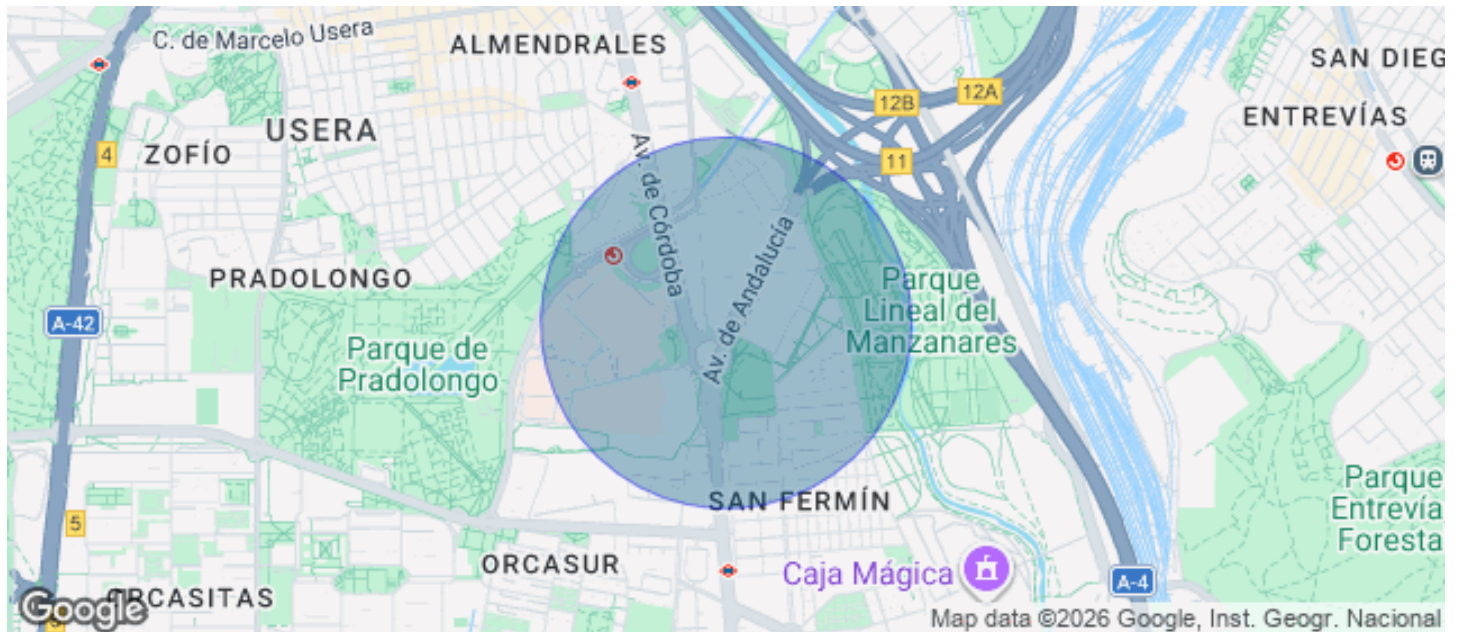 C. de Marcelo Usera
ALMENDRALES
SAN DIEG
12B
12A
ENTREVÍAS
USERA
4
ZOFÍO
11
Av. de Córdoba
Av. de Andalucía
PRADOLONGO
Parque
Lineal del
Manzanares
A-42
Parque de
Pradolongo
SAN FERMÍN
Parque
Entrevía
Foresta
5
ORCASUR
Caja Mágica
A-4
ORCASITAS
Google
Map data ©2026 Google, Inst. Geogr. Nacional